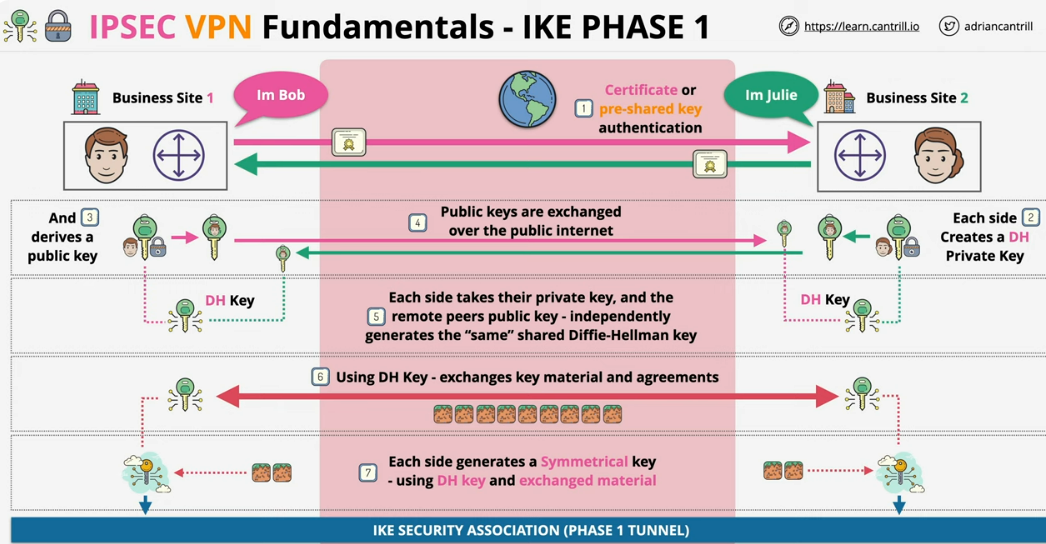 IPSEC VPN Fundamentals - IKE PHASE 1
https://learn.cantrill.io
adriancantrill
Business Site 1
Im Bob
1
Certificate or
pre-shared key
authentication
Im Julie
Business Site 2
And 3
derives a
public key
4
Public keys are exchanged
over the public internet
Each side 2
Creates a DH
Private Key
DH Key
5
Each side takes their private key, and the
remote peers public key - independently
generates the “same” shared Diffie-Hellman key
DH Key
6 Using DH Key - exchanges key material and agreements
7
Each side generates a Symmetrical key
- using DH key and exchanged material
IKE SECURITY ASSOCIATION (PHASE 1 TUNNEL)